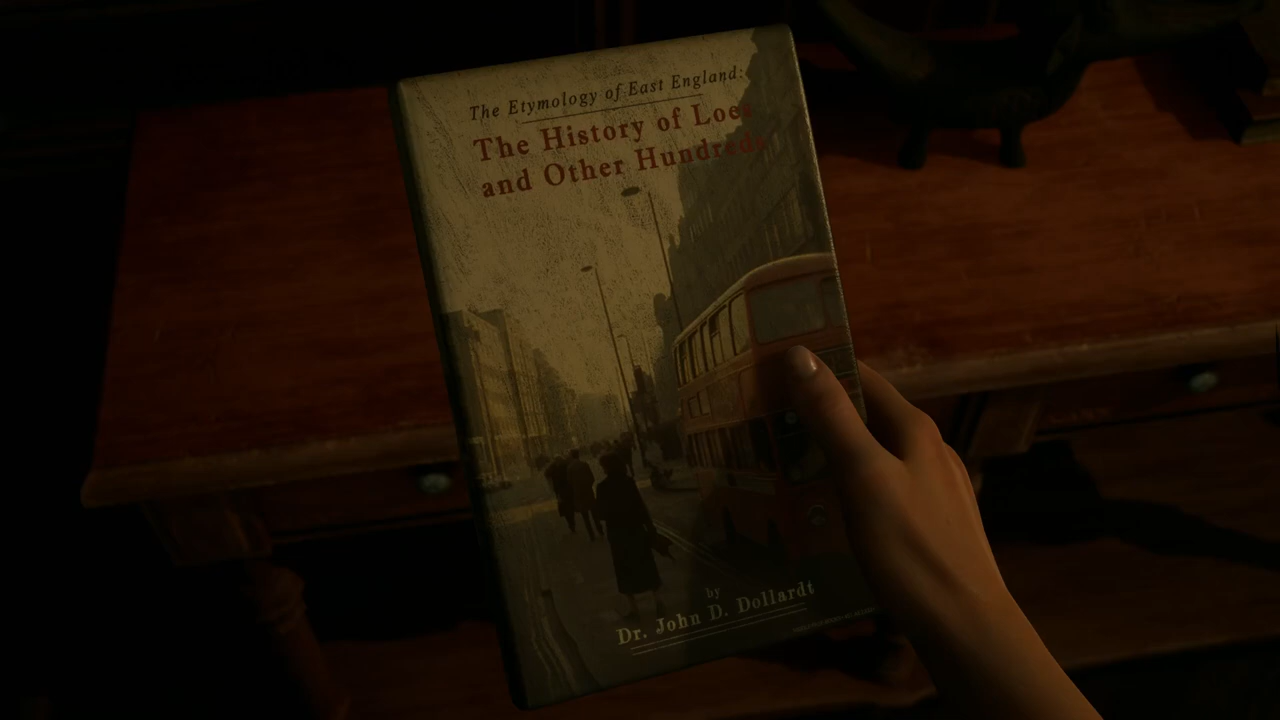 The Etymology of East England:
The History of Loes
and Other Hundreds
by
Dr. John D. Dollardt